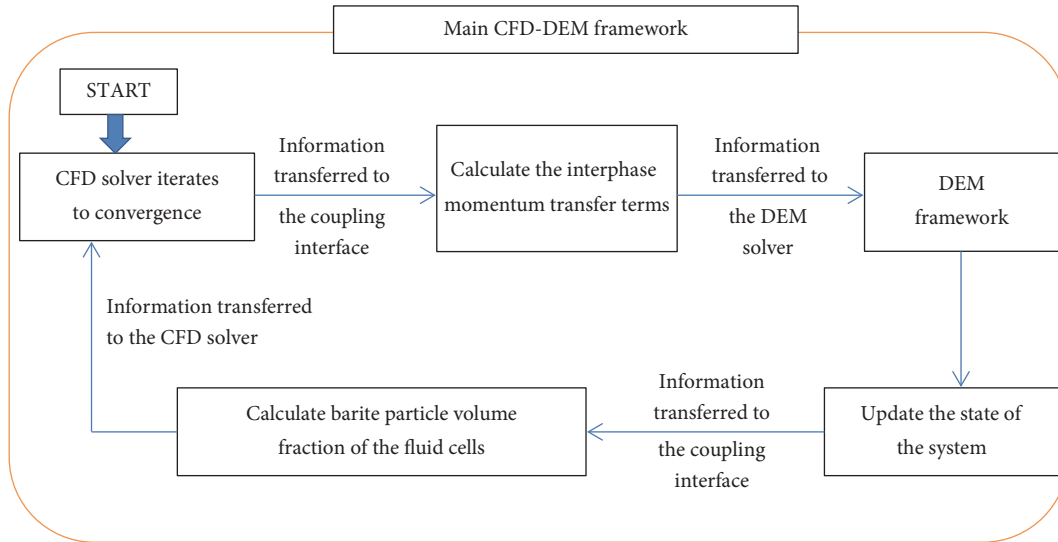 Main CFD-DEM framework
START
CFD solver iterates
to convergence
Information
transferred to
the coupling
interface
Calculate the interphase
momentum transfer terms
Information
transferred to
the DEM
solver
DEM
framework
Update the state of
the system
Information
transferred to
the coupling
interface
Calculate barite particle volume
fraction of the fluid cells
Information transferred
to the CFD solver